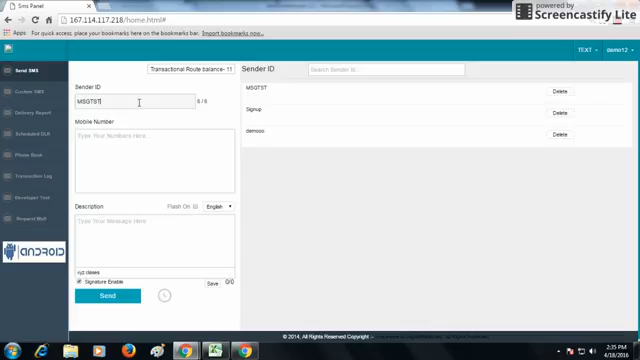 Sms Panel
powered by
Screencastify Lite
167.114.117.218/home.html#
Apps
For quick access, place your bookmarks here on the bookmarks bar. Import bookmarks now...
TEXT
demo12
Send SMS
Custom SMS
Delivery Report
Scheduled DLR
Phone Book
Transaction Log
Developer Tool
Request Bhd
ANDROID
Transactional Route balance- 11
Sender ID
MSGTST
6 / 6
Mobile Number
Type Your Numbers Here...
Description
Flash On
English
Type Your Message Here
xyz classes
Signature Enable
Save
0/0
Send
Sender ID
Search Sender ID..
MSGTST
Delete
Signup
Delete
demooo
Delete
© 2014, All Rights Reserved. Copyright --
2:35 PM
4/18/2016